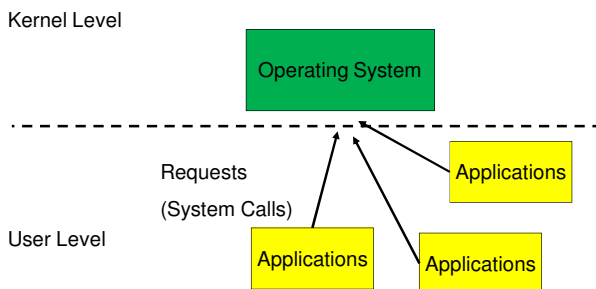 Kernel Level
Operating System
Requests
(System Calls)
Applications
User Level
Applications
Applications